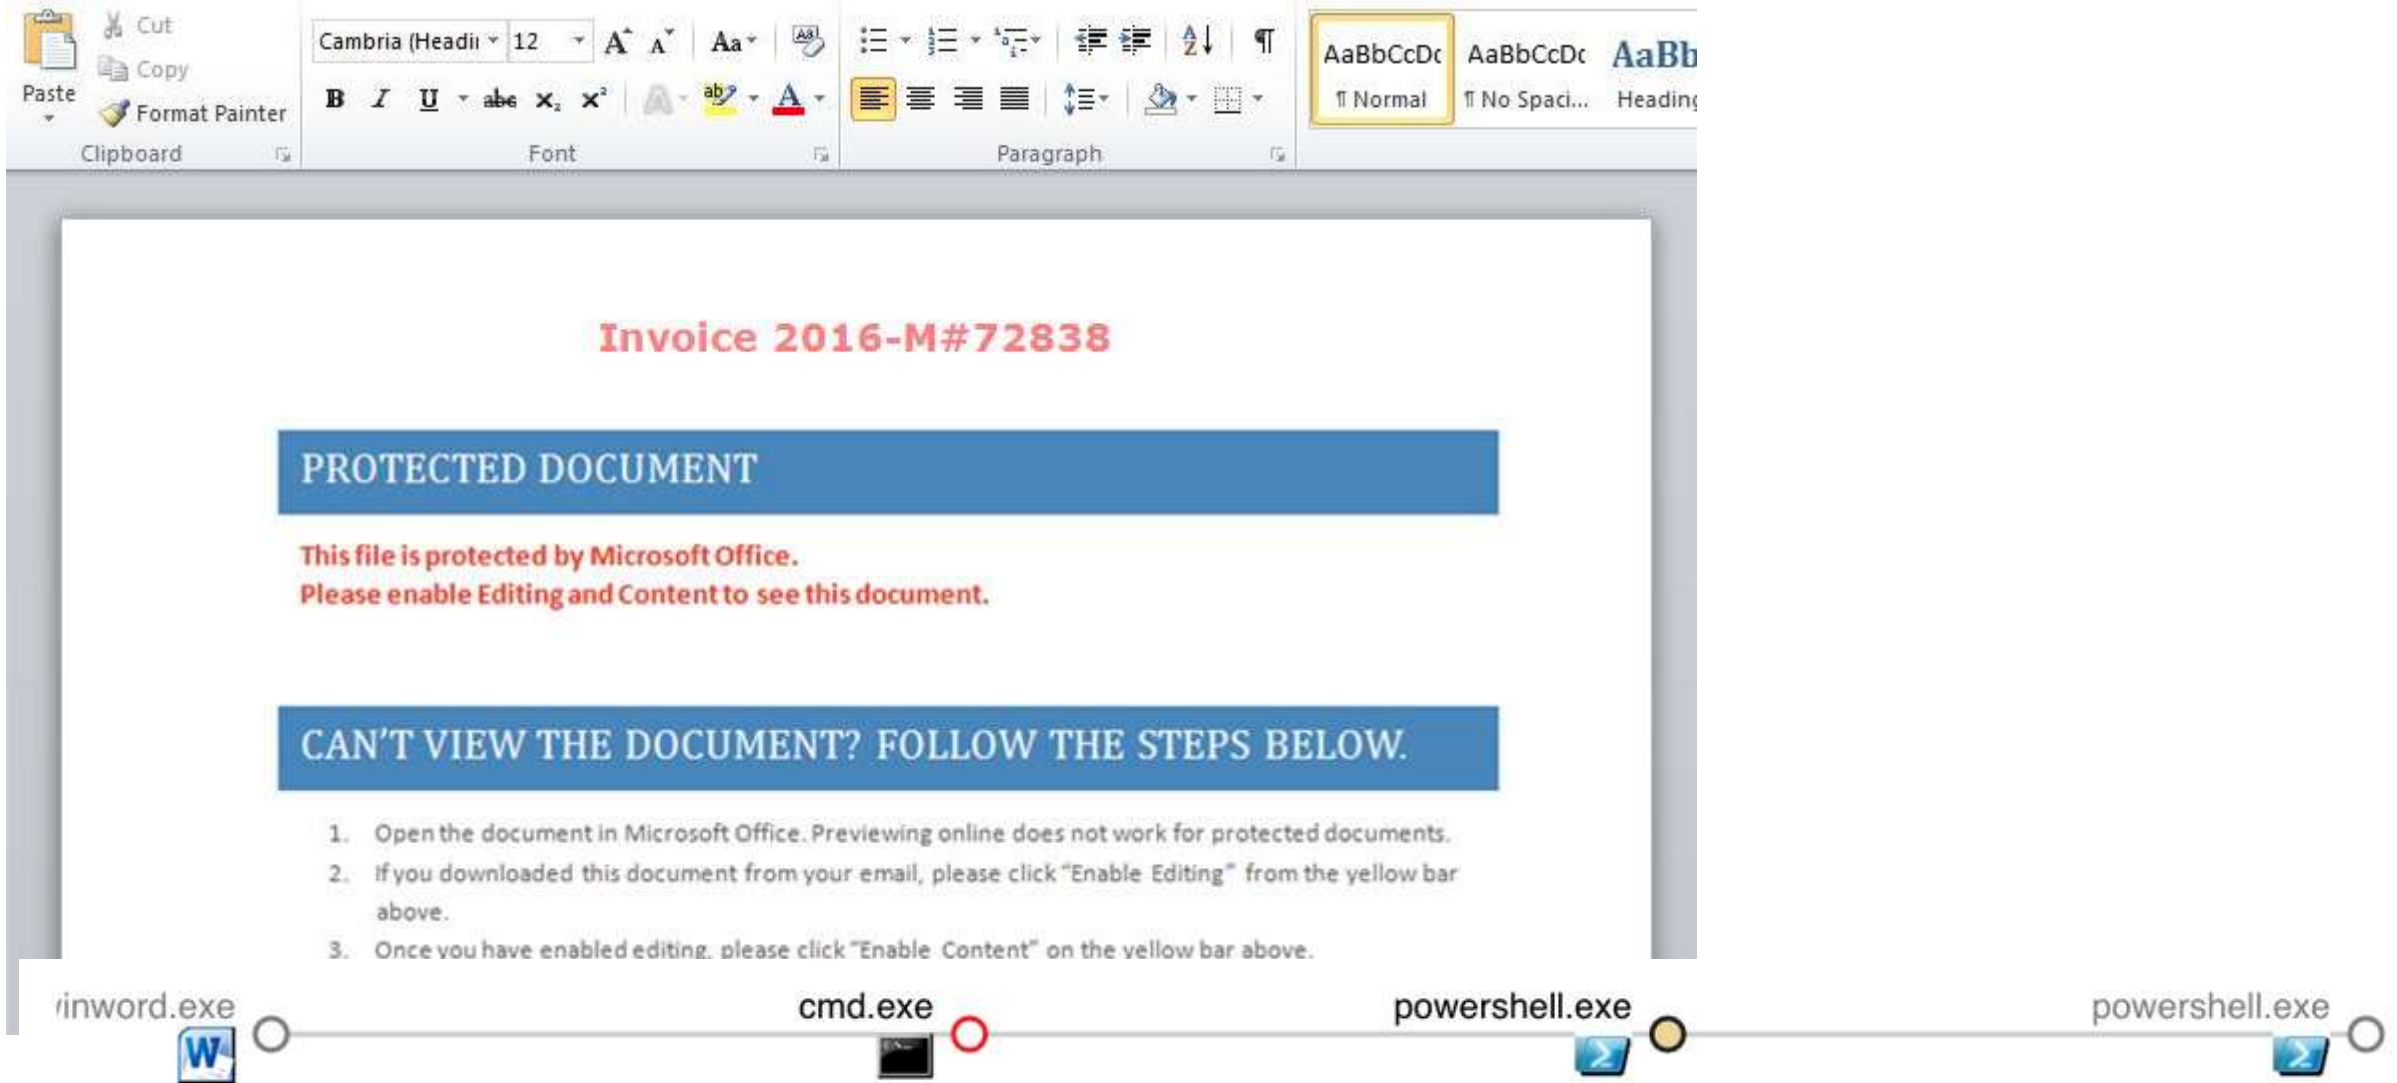 Cut
Copy
Paste
Format Painter
Clipboard
Cambria (Headii 12
Aa
B I U abc x₂ x²
Font
Paragraph
AaBbCcDc AaBbCcDc AaBb
¶ Normal ¶ No Spaci... Heading
Invoice 2016-M#72838
PROTECTED DOCUMENT
This file is protected by Microsoft Office.
Please enable Editing and Content to see this document.
CAN'T VIEW THE DOCUMENT? FOLLOW THE STEPS BELOW.
1. Open the document in Microsoft Office. Previewing online does not work for protected documents.
2. If you downloaded this document from your email, please click "Enable Editing" from the yellow bar
above.
3. Once you have enabled editing, please click "Enable Content" on the yellow bar above.
inword.exe cmd.exe powershell.exe powershell.exe